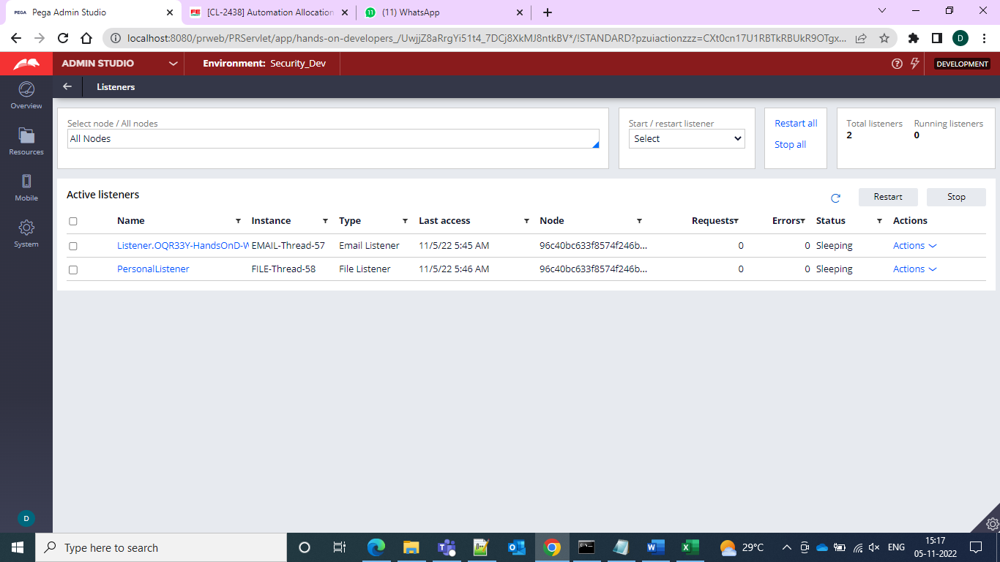 PEGA Pega Admin Studio
[CL-2438] Automation Allocation
(11) WhatsApp
localhost:8080/prweb/PRServlet/app/hands-on-developers_/UwjjZ8aRrgYi51t4_7DCj8XkMJ8ntkBV*/!STANDARD?pzuiactionzzz=CXt0cn17U1RBTkRBUkR9OTgx...
D
ADMIN STUDIO
Environment: Security_Dev
DEVELOPMENT
Listeners
Overview
Resources
Mobile
System
D
Select node / All nodes
All Nodes
Start / restart listener
Select
Restart all
Stop all
Total listeners Running listeners
2 0
Active listeners
Restart Stop
Name Instance Type Last access Node Requests Errors Status Actions
Listener.OQR33Y-HandsOnD-W EMAIL-Thread-57 Email Listener 11/5/22 5:45 AM 96c40bc633f8574f246b... 0 0 Sleeping Actions
PersonalListener FILE-Thread-58 File Listener 11/5/22 5:46 AM 96c40bc633f8574f246b... 0 0 Sleeping Actions
Type here to search
29°C
ENG
15:17
05-11-2022